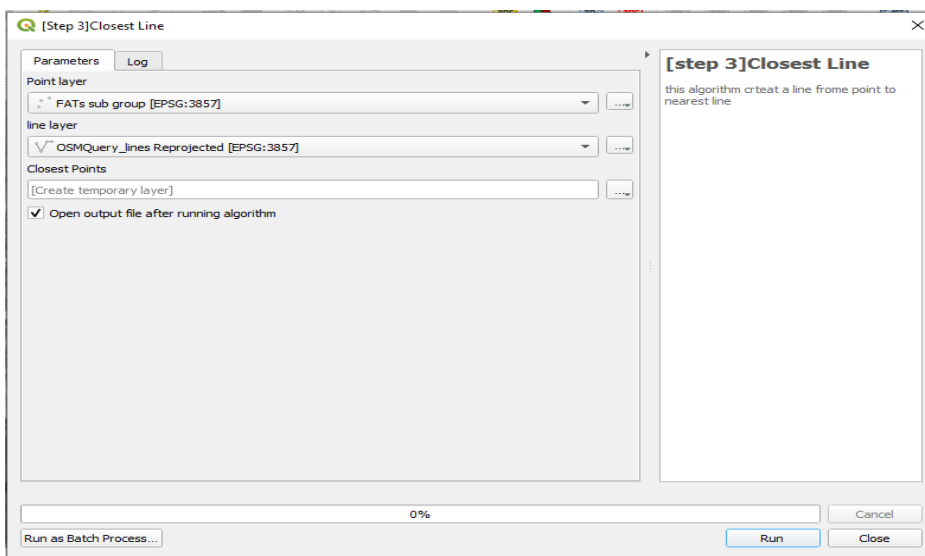 [Step 3]Closest Line
Parameters
Log
Point layer
FATs sub group [EPSG:3857]
...
line layer
OSMQuery_lines Reprojected [EPSG:3857]
...
Closest Points
[Create temporary layer]
...
Open output file after running algorithm
[step 3]Closest Line
this algorithm crteat a line frome point to
nearest line
0%
Cancel
Run as Batch Process...
Run
Close